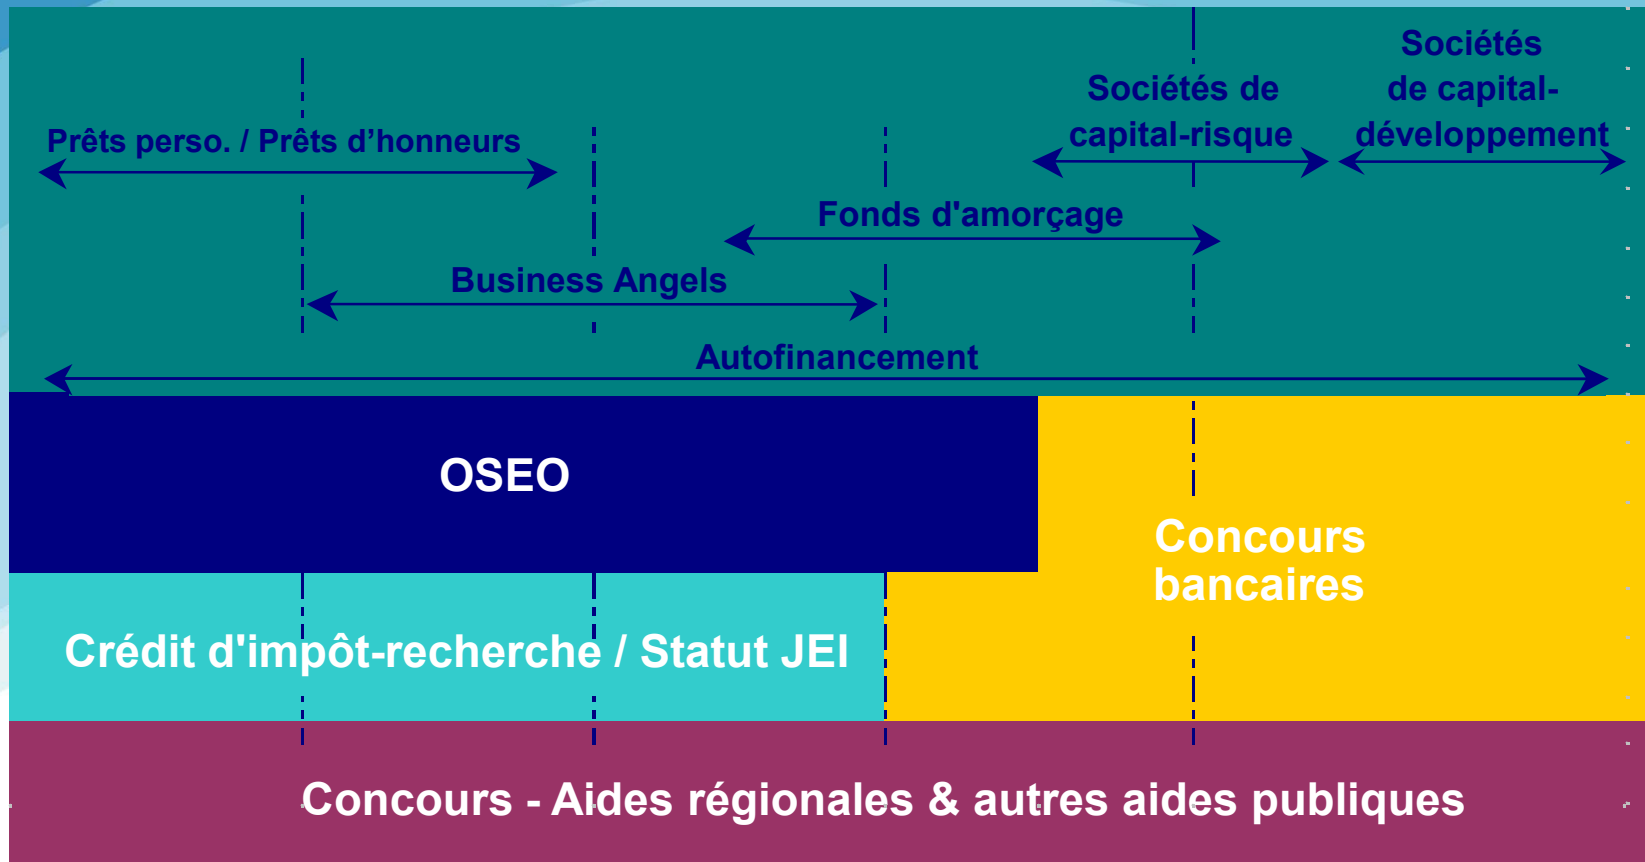 Sociétés
de capital-
développement
Sociétés de
capital-risque
Prêts perso. / Prêts d’honneurs
Fonds d'amorçage
Business Angels
Autofinancement
OSEO
Concours
bancaires
Crédit d'impôt-recherche / Statut JEI
Concours - Aides régionales & autres aides publiques